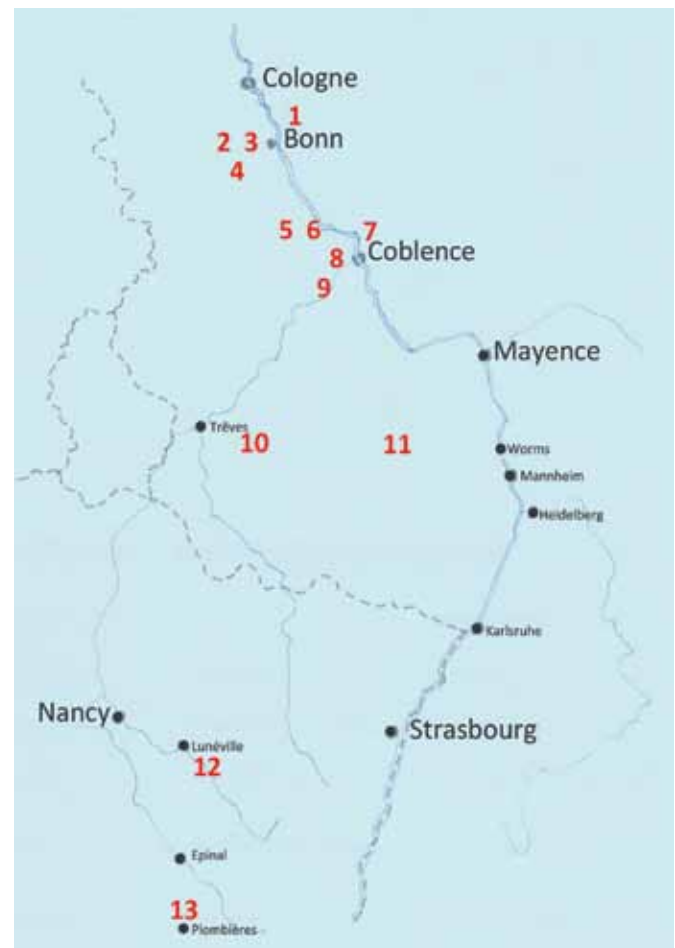 Cologne
1
2 3 Bonn
4
5 6 7
8 Coblence
9
Mayence
Trêves
10 11
Worms
Mannheim
Heidelberg
Karlsruhe
Nancy
Strasbourg
Lunéville
12
Epinal
13
Plombières